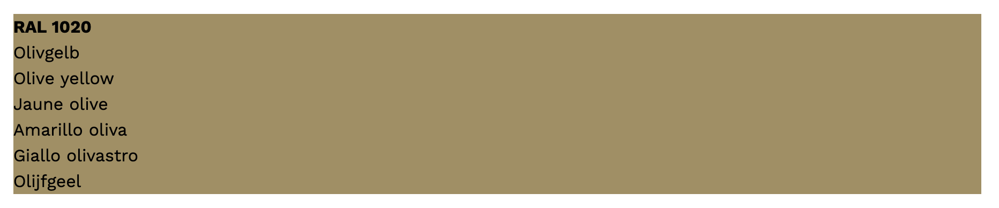 RAL 1020
Olivgelb
Olive yellow
Jaune olive
Amarillo oliva
Giallo olivastro
Olijfgeel